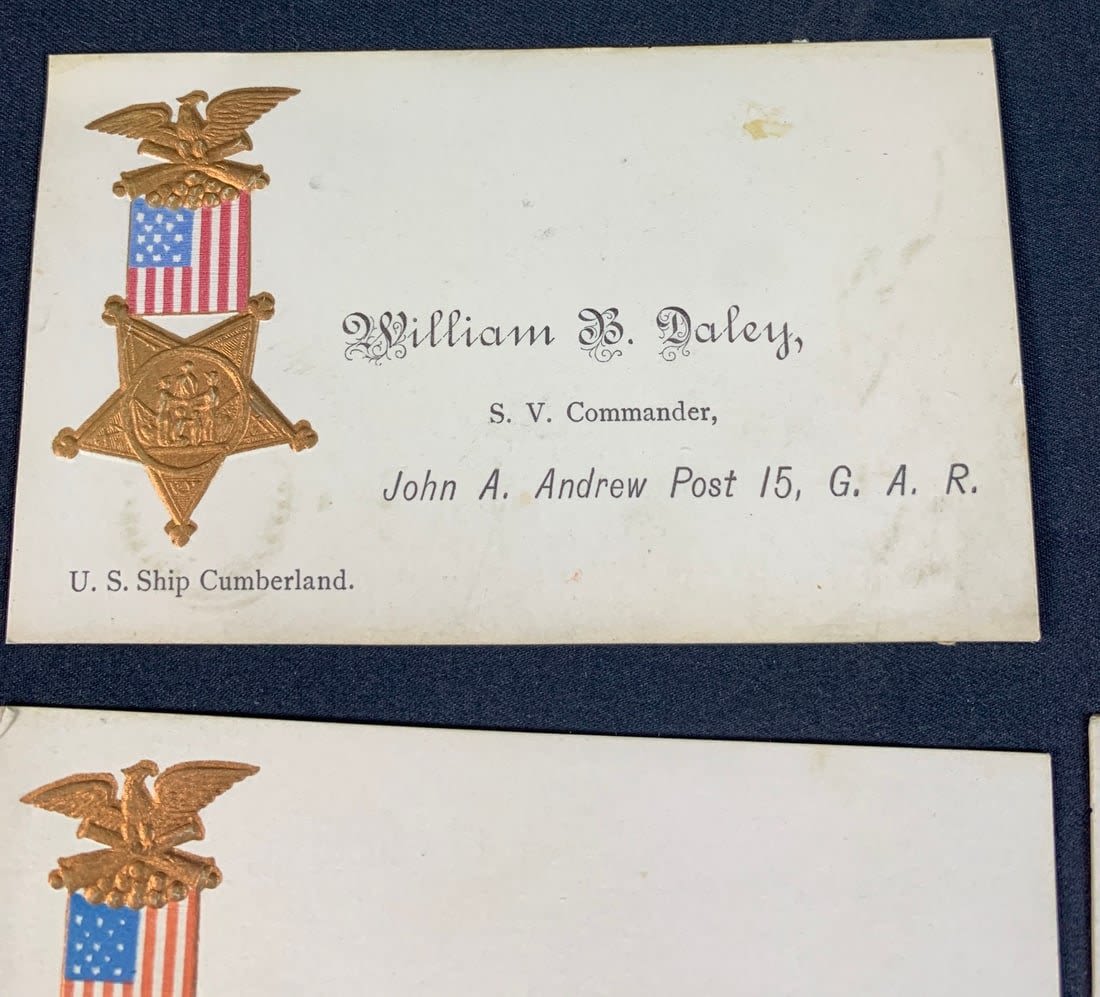 William B. Daley,
S. V. Commander,
John A. Andrew Post 15, G. A. R.
U. S. Ship Cumberland.